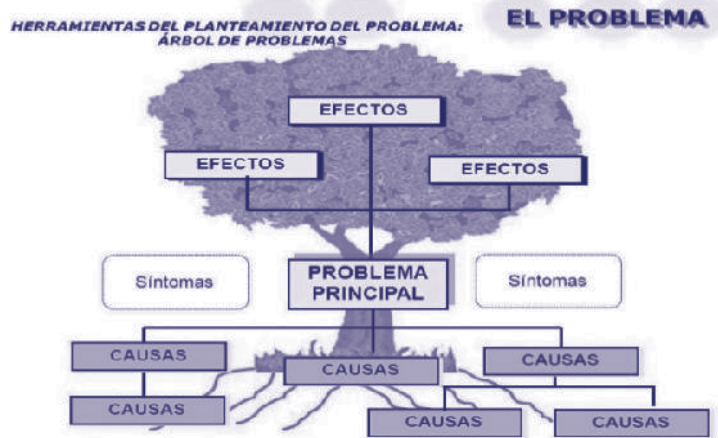 EL PROBLEMA
HERRAMIENTAS DEL PLANTEAMIENTO DEL PROBLEMA:
ÁRBOL DE PROBLEMAS
EFECTOS
EFECTOS
EFECTOS
Síntomas
PROBLEMA
PRINCIPAL
Síntomas
CAUSAS
CAUSAS
CAUSAS
CAUSAS
CAUSAS
CAUSAS